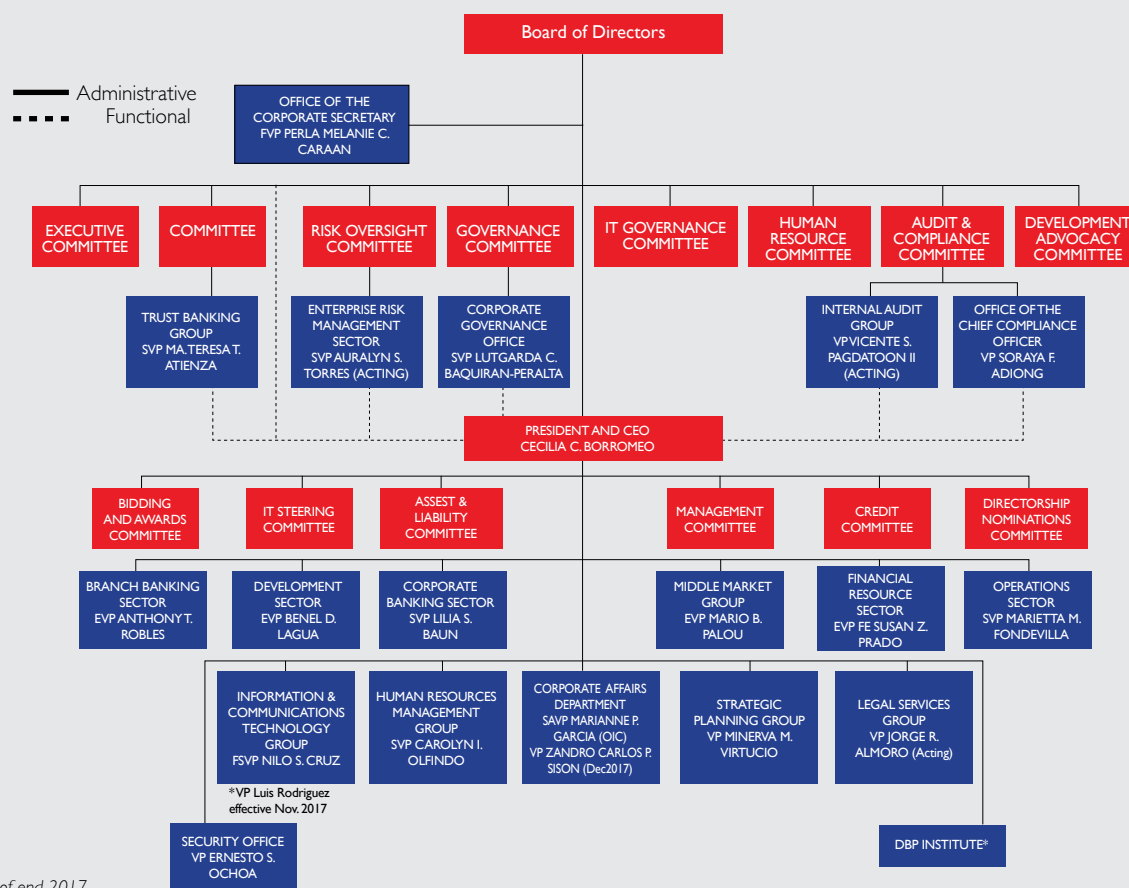 Board of Directors
Administrative
Functional
OFFICE OF THE
CORPORATE SECRETARY
FVP PERLA MELANIE C.
CARAAN
EXECUTIVE
COMMITTEE
COMMITTEE
RISK OVERSIGHT
COMMITTEE
GOVERNANCE
COMMITTEE
IT GOVERNANCE
COMMITTEE
HUMAN
RESOURCE
COMMITTEE
AUDIT &
COMPLIANCE
COMMITTEE
DEVELOPMENT
ADVOCACY
COMMITTEE
TRUST BANKING
GROUP
SVP MA. TERESA T.
ATIENZA
ENTERPRISE RISK
MANAGEMENT
SECTOR
SVP AURALYN S.
TORRES (ACTING)
CORPORATE
GOVERNANCE
OFFICE
SVP LUTGARDA C.
BAQUIRAN-PERALTA
INTERNAL AUDIT
GROUP
VP VICENTE S.
PAGDATOON II
(ACTING)
OFFICE OF THE
CHIEF COMPLIANCE
OFFICER
VP SORAYA F.
ADIONG
PRESIDENT AND CEO
CECILIA C. BORROMEO
BIDDING
AND AWARDS
COMMITTEE
IT STEERING
COMMITTEE
ASSEST &
LIABILITY
COMMITTEE
MANAGEMENT
COMMITTEE
CREDIT
COMMITTEE
DIRECTORSHIP
NOMINATIONS
COMMITTEE
BRANCH BANKING
SECTOR
EVP ANTHONY T.
ROBLES
DEVELOPMENT
SECTOR
EVP BENEL D.
LAGUA
CORPORATE
BANKING SECTOR
SVP LILIA S.
BAUN
MIDDLE MARKET
GROUP
EVP MARIO B.
PALOU
FINANCIAL
RESOURCE
SECTOR
EVP FE SUSAN Z.
PRADO
OPERATIONS
SECTOR
SVP MARIETTA M.
FONDEVILLA
INFORMATION &
COMMUNICATIONS
TECHNOLOGY
GROUP
FSVP NILO S. CRUZ
HUMAN RESOURCES
MANAGEMENT
GROUP
SVP CAROLYN I.
OLFINDO
CORPORATE AFFAIRS
DEPARTMENT
SAVP MARIANNE P.
GARCIA (OIC)
VP ZANDRO CARLOS P.
SISON (Dec2017)
STRATEGIC
PLANNING GROUP
VP MINERVA M.
VIRTUCIO
LEGAL SERVICES
GROUP
VP JORGE R.
ALMORO (Acting)
*VP Luis Rodriguez
effective Nov. 2017
SECURITY OFFICE
VP ERNESTO S.
OCHOA
DBP INSTITUTE*
of end 2017